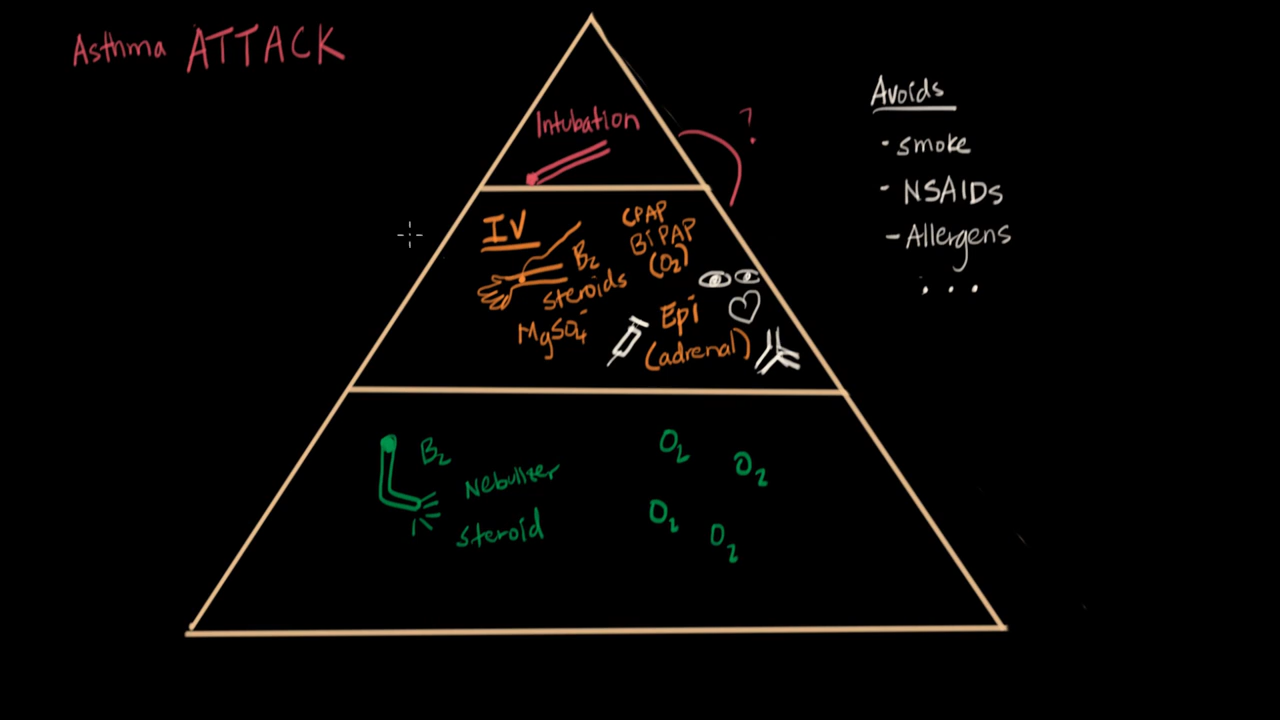 Asthma ATTACK
Intubation
?
Avoids
- smoke
- NSAIDs
- Allergens
...
IV
B2
steroids
MgSO4
CPAP
BiPAP
(O2)
Epi
(adrenal)
B2
Nebulizer
steroid
O2
O2
O2
O2